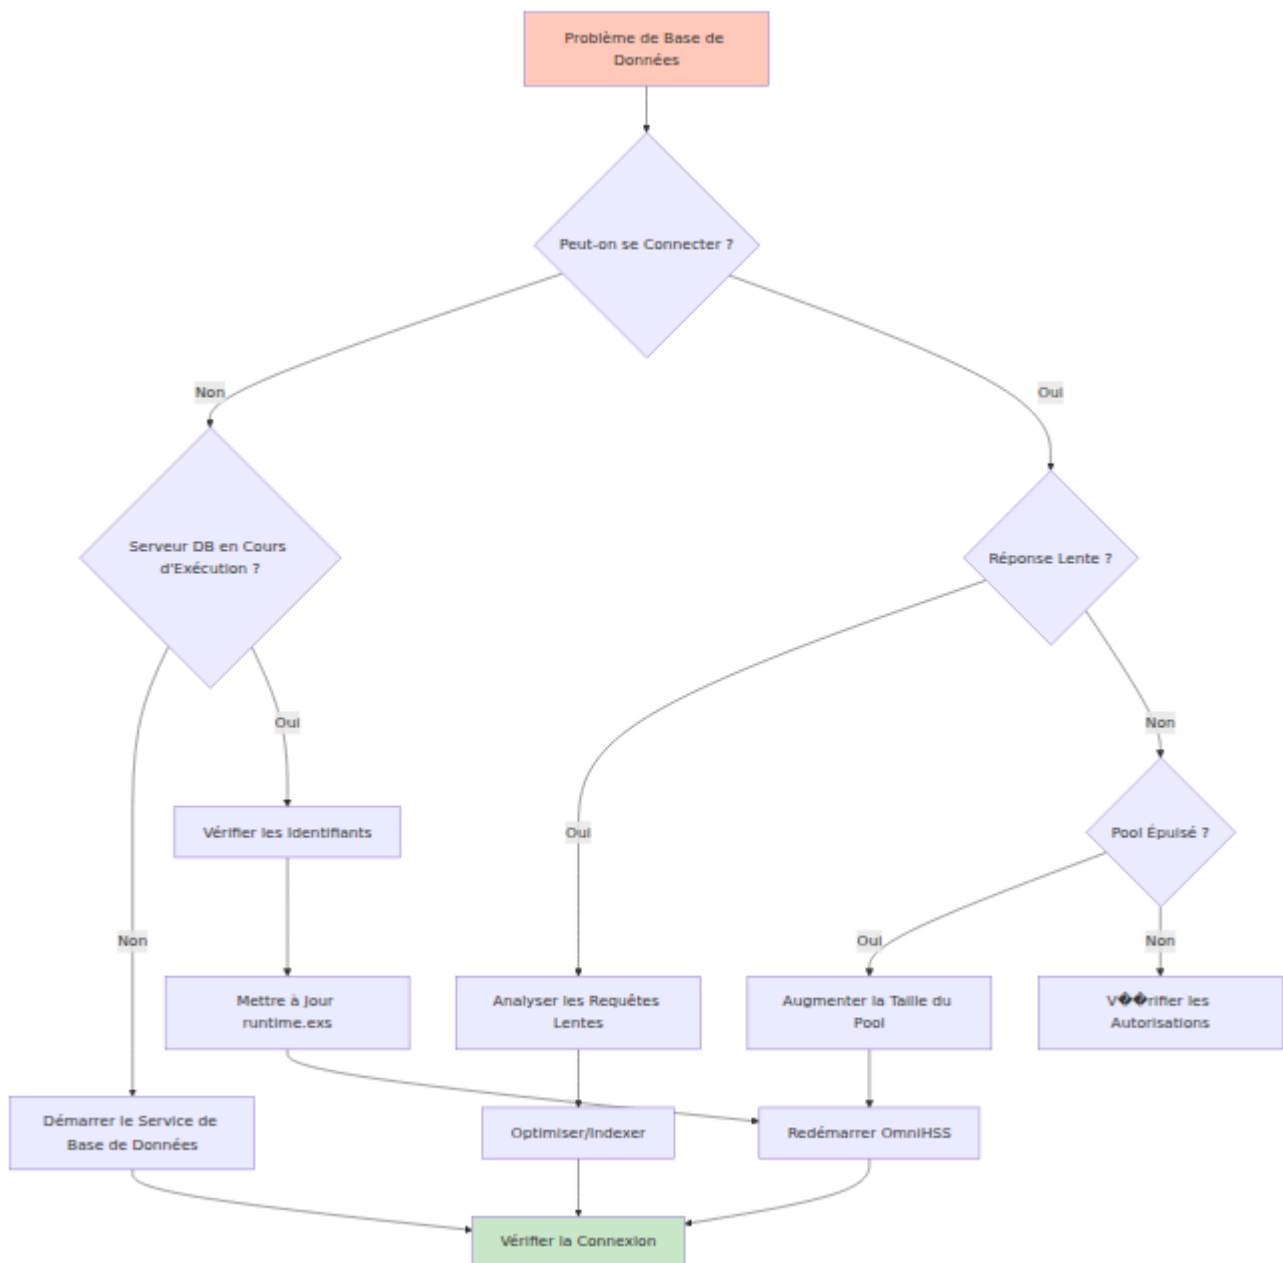 Problème de Base de
Données
Peut-on se Connecter ?
Non
Oui
Serveur DB en Cours
d'Exécution ?
Réponse Lente ?
Oui
Non
Vérifier les Identifiants
Oui
Pool Épuisé ?
Non
Oui
Non
Mettre à Jour
runtime.exs
Analyser les Requêtes
Lentes
Augmenter la Taille du
Pool
V��rifier les
Autorisations
Démarrer le Service de
Base de Données
Optimiser/Indexer
Redémarrer OmniHSS
Vérifier la Connexion